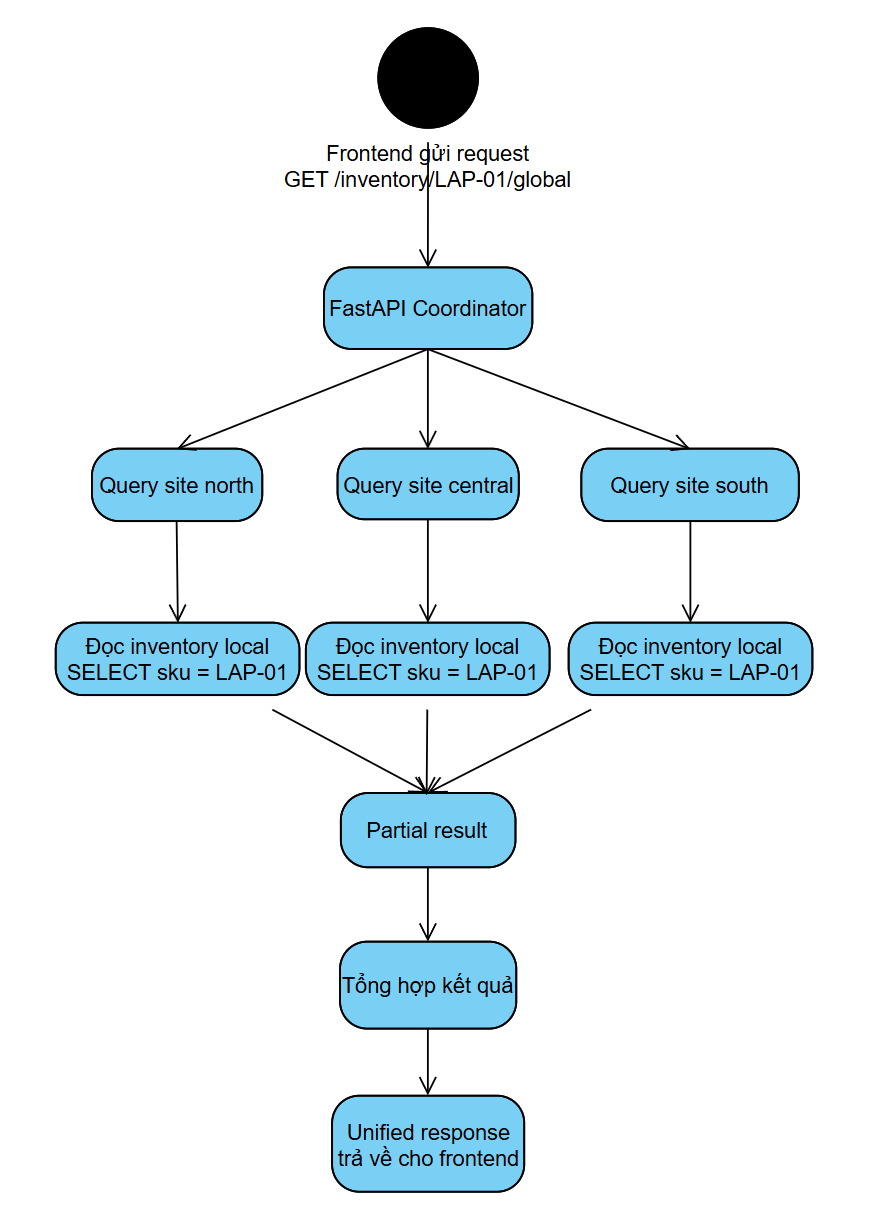 Frontend gửi request
GET /inventory/LAP-01/global
FastAPI Coordinator
Query site north
Query site central
Query site south
Đọc inventory local
SELECT sku = LAP-01
Đọc inventory local
SELECT sku = LAP-01
Đọc inventory local
SELECT sku = LAP-01
Partial result
Tổng hợp kết quả
Unified response
trả về cho frontend